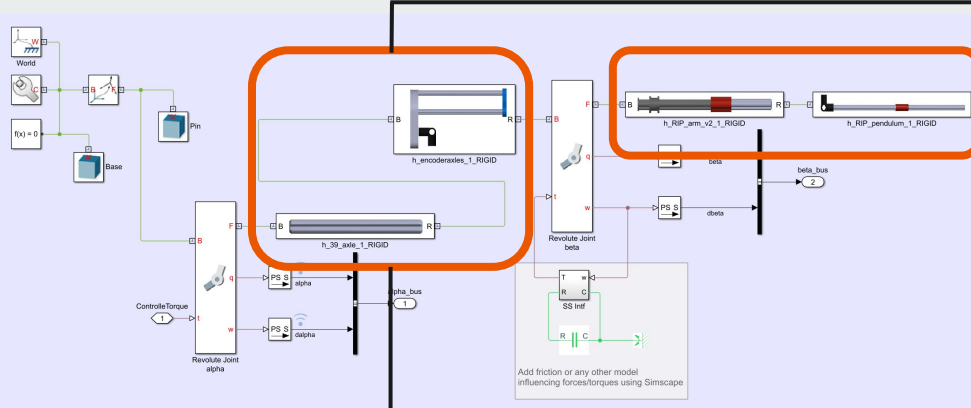 World
W
C
f(x) = 0
B
F
Pin
Base
B
F
q
w
t
Revolute Joint
alpha
ControlleTorque
1
B
R
h_39_axle_1_RIGID
PS S
alpha
PS S
dalpha
alpha_bus
1
B
R
h_encoderaxles_1_RIGID
B
F
q
w
t
Revolute Joint
beta
B
R
h_RIP_arm_v2_1_RIGID
h_RIP_pendulum_1_RIGID
beta
PS S
dbeta
beta_bus
2
T
w
R
C
SS Intf
R
C
Add friction or any other model
influencing forces/torques using Simscape